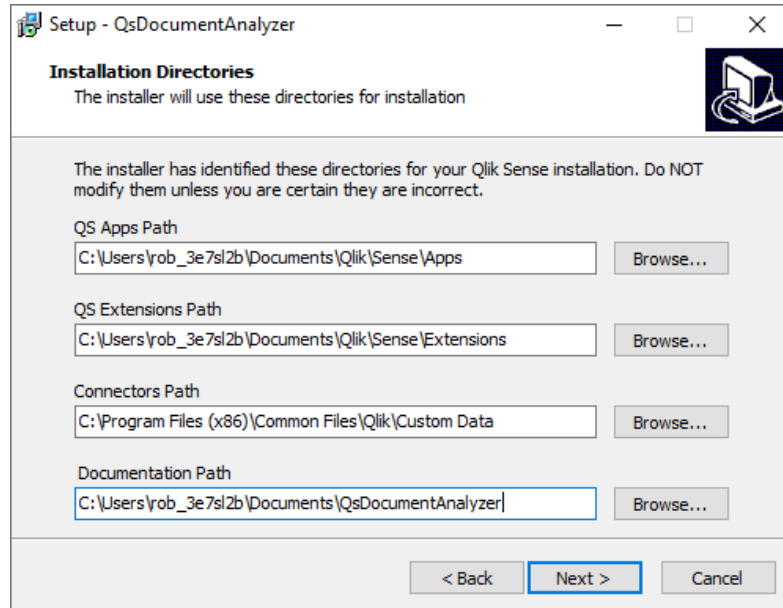 Setup - QsDocumentAnalyzer
Installation Directories
The installer will use these directories for installation
The installer has identified these directories for your Qlik Sense installation. Do NOT
modify them unless you are certain they are incorrect.
QS Apps Path
C:\Users\rob_3e7sl2b\Documents\Qlik\Sense\Apps
Browse...
QS Extensions Path
C:\Users\rob_3e7sl2b\Documents\Qlik\Sense\Extensions
Browse...
Connectors Path
C:\Program Files (x86)\Common Files\Qlik\Custom Data
Browse...
Documentation Path
C:\Users\rob_3e7sl2b\Documents\QsDocumentAnalyzer
Browse...
< Back
Next >
Cancel